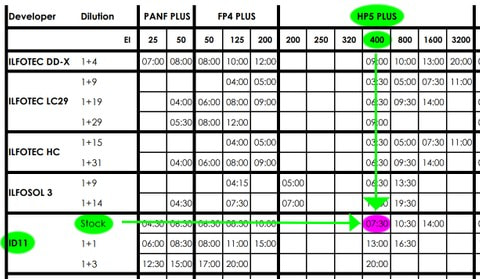 Developer Dilution PANF PLUS FP4 PLUS HP5 PLUS
EI 25 50 50 125 200 200 250 320 400 800 1600 3200
ILFOTEC DD-X 1+4 07:00 08:00 08:00 10:00 12:00 09:00 10:00 13:00 20:00
ILFOTEC LC29 1+9 04:00 05:00 03:30 05:00 07:30 11:00
1+19 04:00 06:00 08:00 09:00 06:30 09:30 14:00
1+29 05:30 08:00 12:00 09:00
ILFOTEC HC 1+15 04:00 05:00 03:30 05:00 07:30 11:00
1+31 04:00 06:00 08:00 09:00 06:30 09:30 14:00
ILFOSOL 3 1+9 04:15 05:00 06:30 13:30
1+14 04:30 07:30 07:00 19:30
ID11 Stock 04:30 08:30 08:30 10:00 07:30 10:30 14:00
1+1 06:00 08:30 08:00 11:00 15:00 13:00 16:30
1+3 12:30 15:00 17:00 20:00 20:00